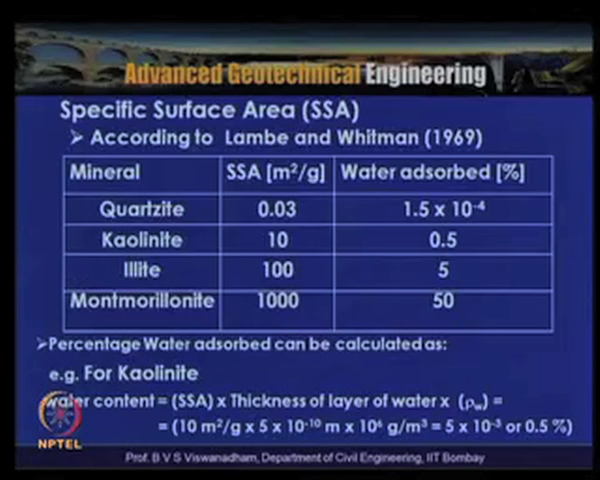 Advanced Geotechnical Engineering
Specific Surface Area (SSA)
➤ According to Lambe and Whitman (1969)
Mineral SSA [m²/g] Water adsorbed [%]
Quartzite 0.03 1.5 x 10⁻⁴
Kaolinite 10 0.5
Illite 100 5
Montmorillonite 1000 50
➤Percentage Water adsorbed can be calculated as:
e.g. For Kaolinite
water content = (SSA) x Thickness of layer of water x (ρw) =
= (10 m²/g x 5 x 10⁻¹⁰ m x 10⁶ g/m³ = 5 x 10⁻³ or 0.5 %)
NPTEL
Prof. B V S Viswanadham, Department of Civil Engineering, IIT Bombay